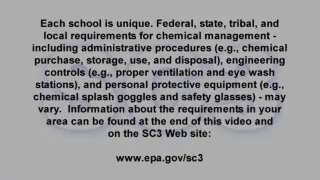 Each school is unique. Federal, state, tribal, and
local requirements for chemical management -
including administrative procedures (e.g., chemical
purchase, storage, use, and disposal), engineering
controls (e.g., proper ventilation and eye wash
stations), and personal protective equipment (e.g.,
chemical splash goggles and safety glasses) - may
vary.  Information about the requirements in your
area can be found at the end of this video and
on the SC3 Web site:
www.epa.gov/sc3